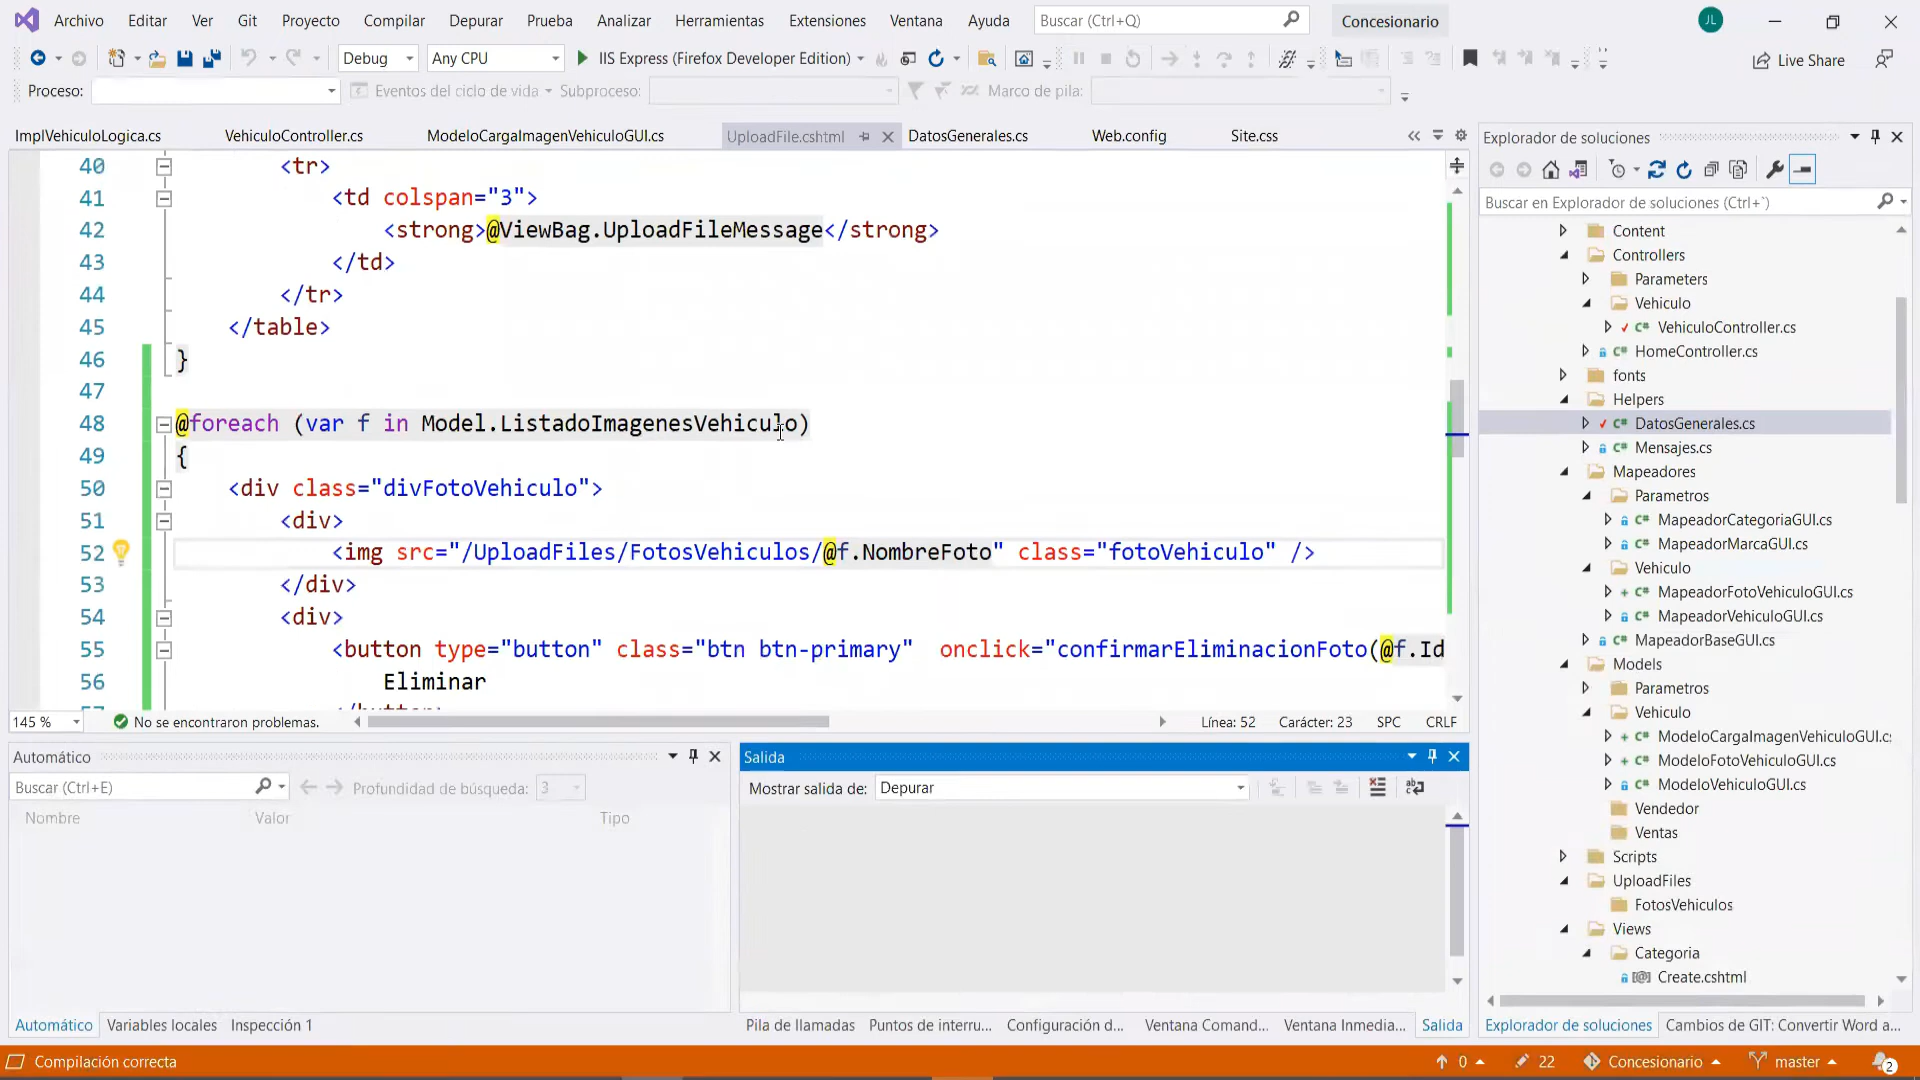 Archivo Editar Ver Git Proyecto Compilar Depurar Prueba Analizar Herramientas Extensiones Ventana Ayuda Buscar (Ctrl+Q) Concesionario JL
Debug Any CPU IIS Express (Firefox Developer Edition) Live Share
Proceso: Eventos del ciclo de vida Subproceso: Marco de pila:
ImplVehiculoLogica.cs VehiculoController.cs ModeloCargaImagenVehiculoGUI.cs UploadFile.cshtml DatosGenerales.cs Web.config Site.css
40 <tr>
41 <td colspan="3">
42 <strong>@ViewBag.UploadFileMessage</strong>
43 </td>
44 </tr>
45 </table>
46 }
47
48 @foreach (var f in Model.ListadoImagenesVehiculo)
49 {
50 <div class="divFotoVehiculo">
51 <div>
52 <img src="/UploadFiles/FotosVehiculos/@f.NombreFoto" class="fotoVehiculo" />
53 </div>
54 <div>
55 <button type="button" class="btn btn-primary" onclick="confirmarEliminacionFoto(@f.Id
56 Eliminar
145 % No se encontraron problemas. Línea: 52 Carácter: 23 SPC CRLF
Automático
Buscar (Ctrl+E) Profundidad de búsqueda: 3
Nombre Valor Tipo
Automático Variables locales Inspección 1
Salida
Mostrar salida de: Depurar
Pila de llamadas Puntos de interru... Configuración d... Ventana Comand... Ventana Inmedia... Salida
Explorador de soluciones
Buscar en Explorador de soluciones (Ctrl+`)
Content
Controllers
Parameters
Vehiculo
C# VehiculoController.cs
C# HomeController.cs
fonts
Helpers
C# DatosGenerales.cs
C# Mensajes.cs
Mapeadores
Parametros
C# MapeadorCategoriaGUI.cs
C# MapeadorMarcaGUI.cs
Vehiculo
C# MapeadorFotoVehiculoGUI.cs
C# MapeadorVehiculoGUI.cs
C# MapeadorBaseGUI.cs
Models
Parametros
Vehiculo
C# ModeloCargaImagenVehiculoGUI.cs
C# ModeloFotoVehiculoGUI.cs
C# ModeloVehiculoGUI.cs
Vendedor
Ventas
Scripts
UploadFiles
FotosVehiculos
Views
Categoria
[@] Create.cshtml
Explorador de soluciones Cambios de GIT: Convertir Word a...
Compilación correcta 0 22 Concesionario master 2